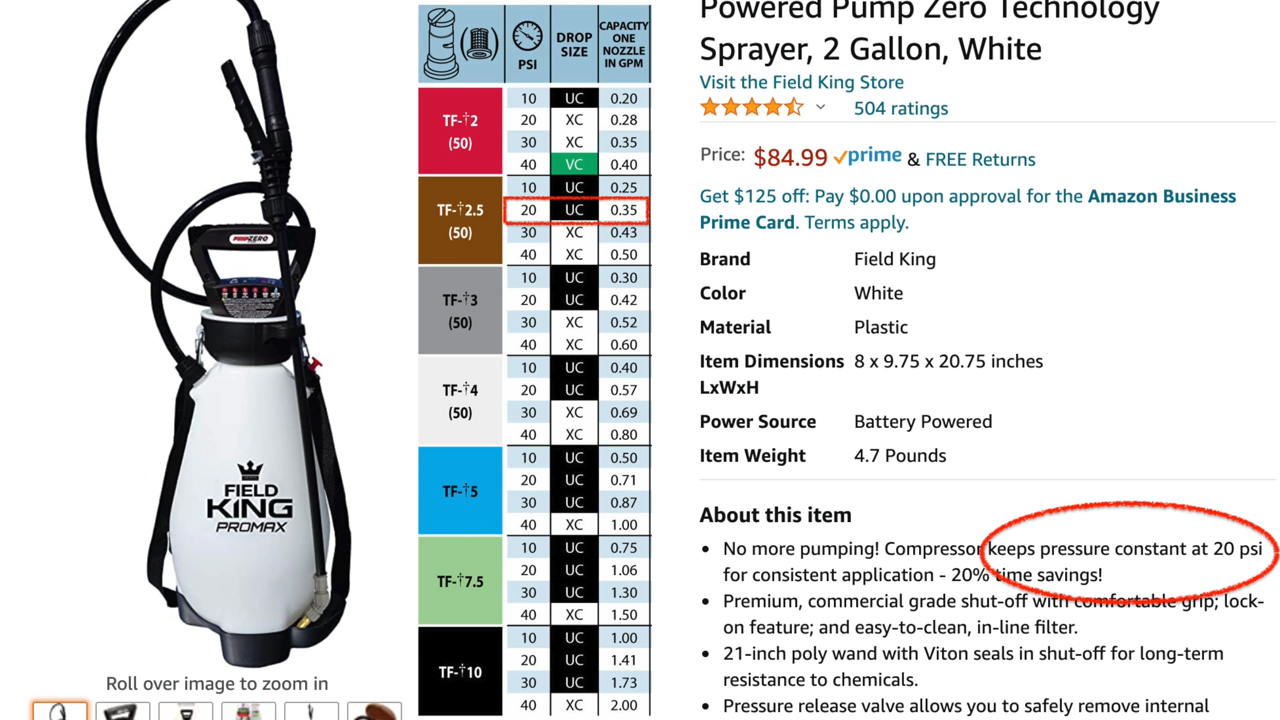 FIELD
KING
PROMAX
Roll over image to zoom in
PSI
DROP
SIZE
CAPACITY
ONE
NOZZLE
IN GPM
TF-†2
(50)
10 UC 0.20
20 XC 0.28
30 XC 0.35
40 VC 0.40
TF-†2.5
(50)
10 UC 0.25
20 UC 0.35
30 XC 0.43
40 XC 0.50
TF-†3
(50)
10 UC 0.30
20 UC 0.42
30 XC 0.52
40 XC 0.60
TF-†4
(50)
10 UC 0.40
20 UC 0.57
30 XC 0.69
40 XC 0.80
TF-†5
10 UC 0.50
20 UC 0.71
30 UC 0.87
40 XC 1.00
TF-†7.5
10 UC 0.75
20 UC 1.06
30 UC 1.30
40 XC 1.50
TF-†10
10 UC 1.00
20 UC 1.41
30 UC 1.73
40 XC 2.00
Powered Pump Zero Technology
Sprayer, 2 Gallon, White
Visit the Field King Store
504 ratings
Price: $84.99 prime & FREE Returns
Get $125 off: Pay $0.00 upon approval for the Amazon Business
Prime Card. Terms apply.
Brand Field King
Color White
Material Plastic
Item Dimensions 8 x 9.75 x 20.75 inches
LxWxH
Power Source Battery Powered
Item Weight 4.7 Pounds
About this item
• No more pumping! Compressor keeps pressure constant at 20 psi
for consistent application - 20% time savings!
• Premium, commercial grade shut-off with comfortable grip; lock-
on feature; and easy-to-clean, in-line filter.
• 21-inch poly wand with Viton seals in shut-off for long-term
resistance to chemicals.
• Pressure release valve allows you to safely remove internal